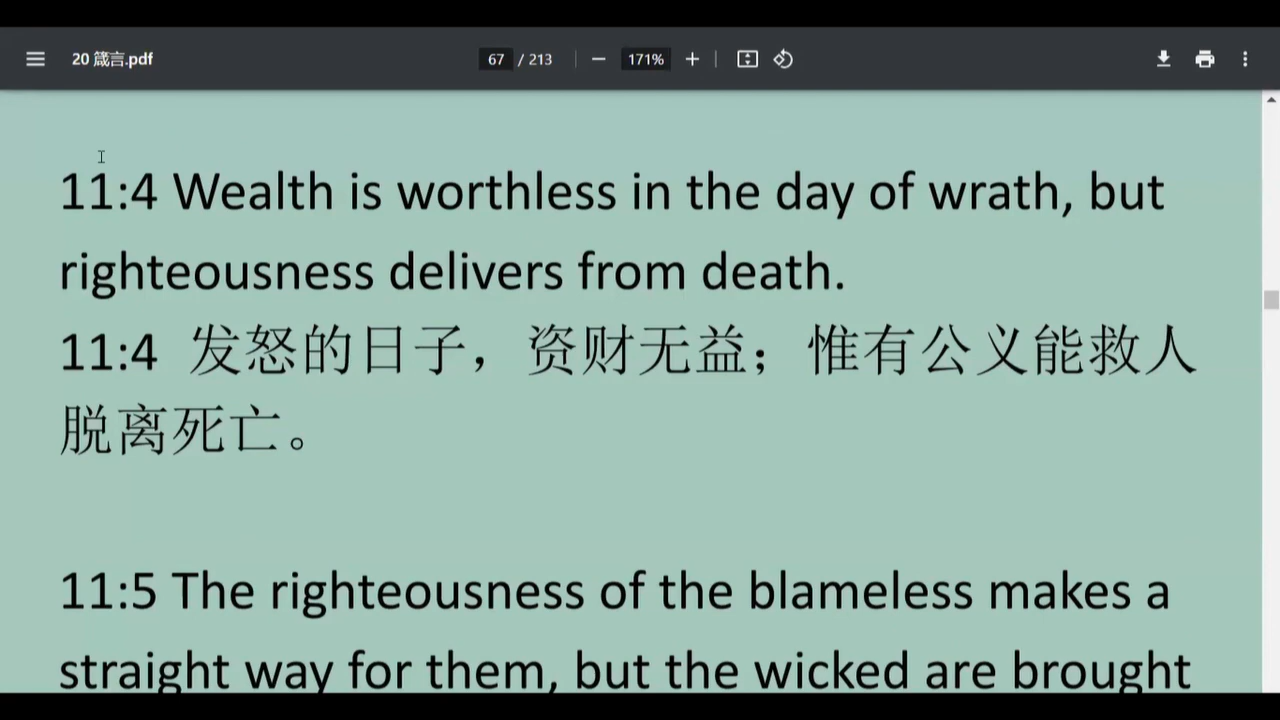 20 箴言.pdf
67 / 213
171%
11:4 Wealth is worthless in the day of wrath, but
righteousness delivers from death.
11:4 发怒的日子，资财无益；惟有公义能救人
脱离死亡。
11:5 The righteousness of the blameless makes a
straight way for them, but the wicked are brought